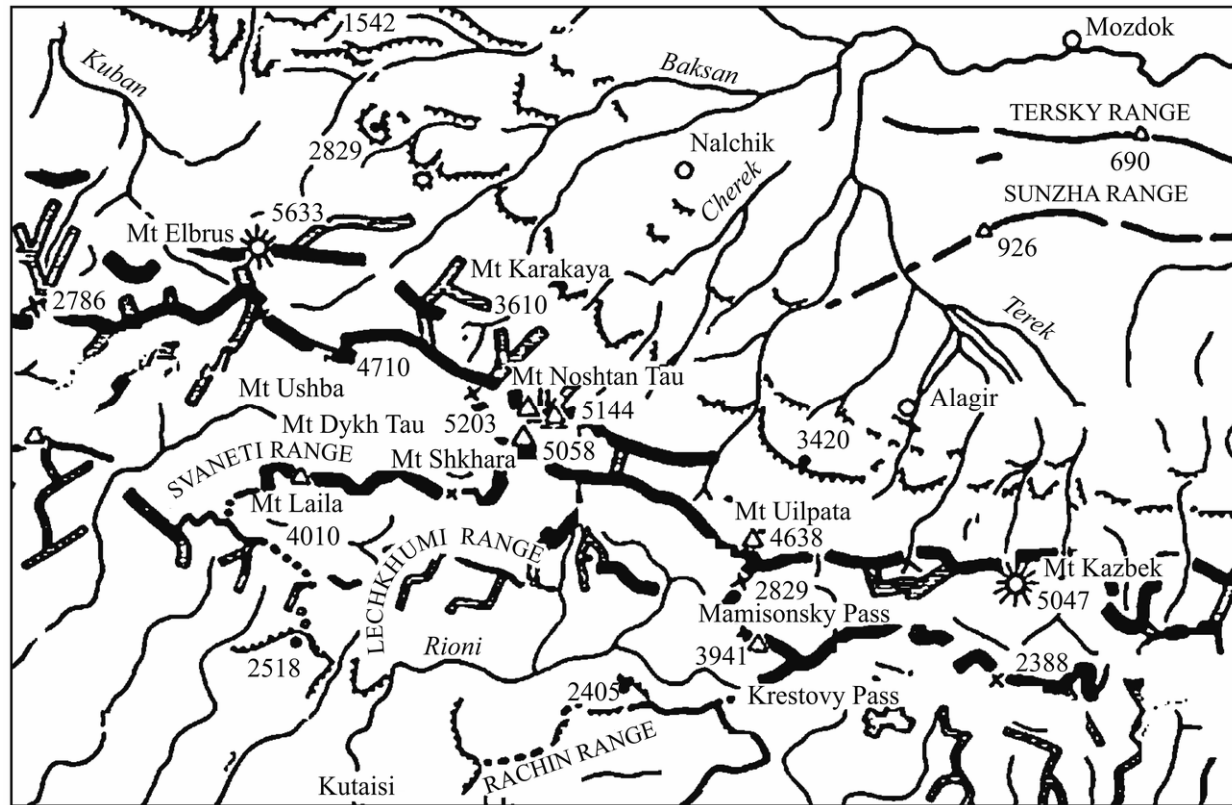 1542
Mozdok
Kuban
Baksan
TERSKY RANGE
2829
Nalchik
690
Cherek
SUNZHA RANGE
5633
Mt Elbrus
926
Mt Karakaya
2786
3610
Terek
4710
Mt Noshtan Tau
Mt Ushba
5144
Alagir
Mt Dykh Tau
5203
3420
5058
SVANETI RANGE
Mt Shkhara
Mt Laila
Mt Uilpata
4010
4638
LECHKHUMI RANGE
Mt Kazbek
2829
5047
Mamisonsky Pass
Rioni
3941
2518
2388
2405
Krestovy Pass
RACHIN RANGE
Kutaisi